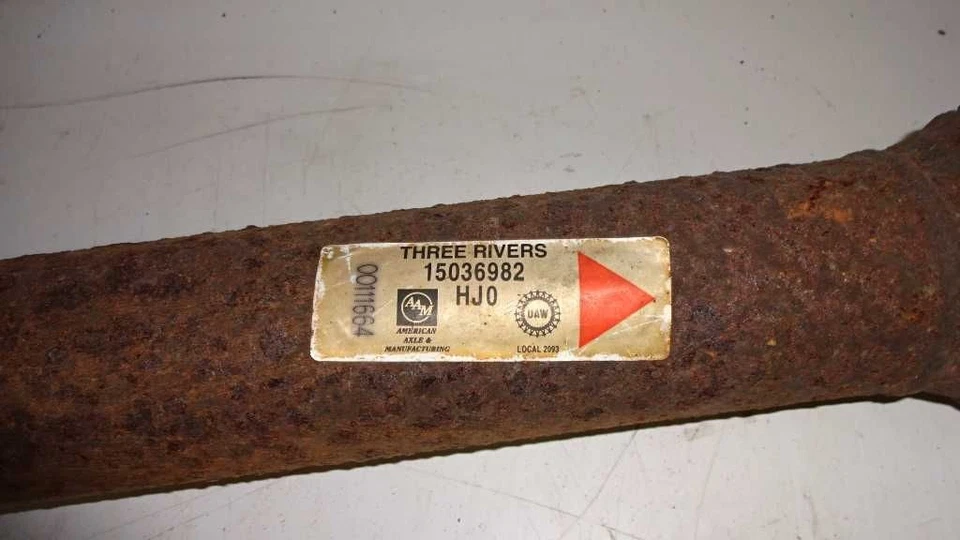 THREE RIVERS
15036982
HJ0
00111664
AAM
AMERICAN
AXLE &
MANUFACTURING
UAW
LOCAL 2093